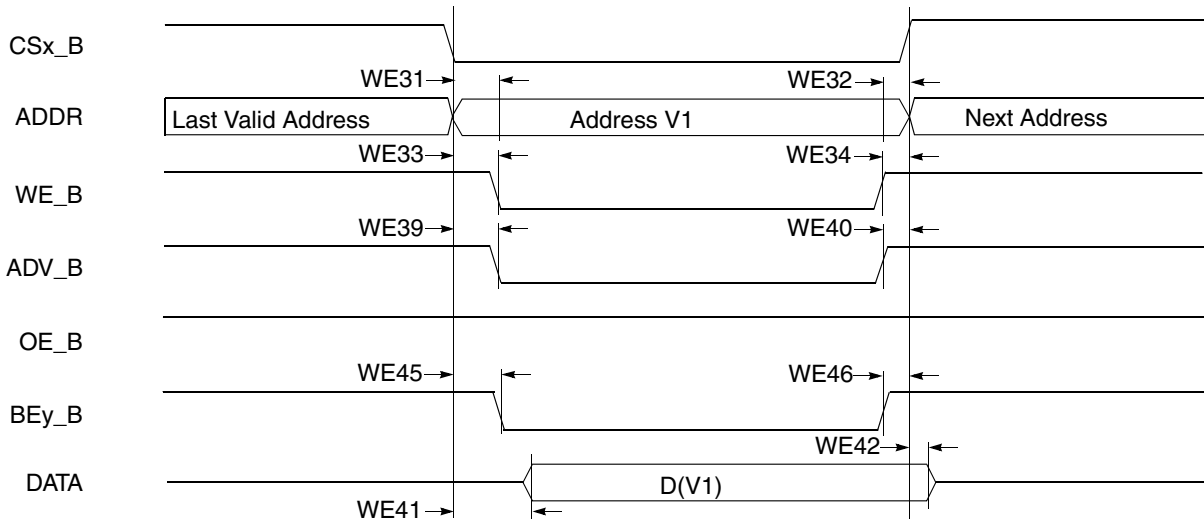 CSx_B
WE31 WE32
ADDR Last Valid Address Address V1 Next Address
WE33 WE34
WE_B
WE39 WE40
ADV_B
OE_B
WE45 WE46
BEy_B
WE42
DATA D(V1)
WE41